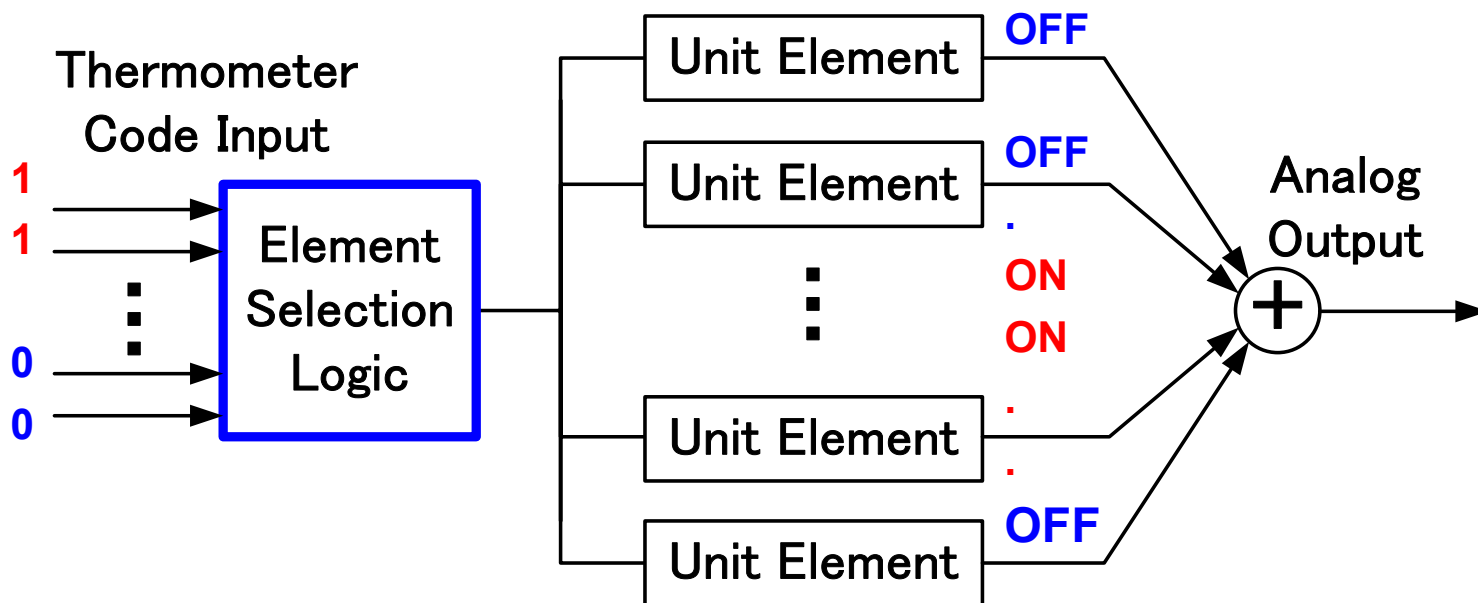 Thermometer
Code Input
1
1
0
0
Element
Selection
Logic
Unit Element
OFF
Unit Element
OFF
.
ON
ON
.
Unit Element
.
Unit Element
OFF
+
Analog
Output